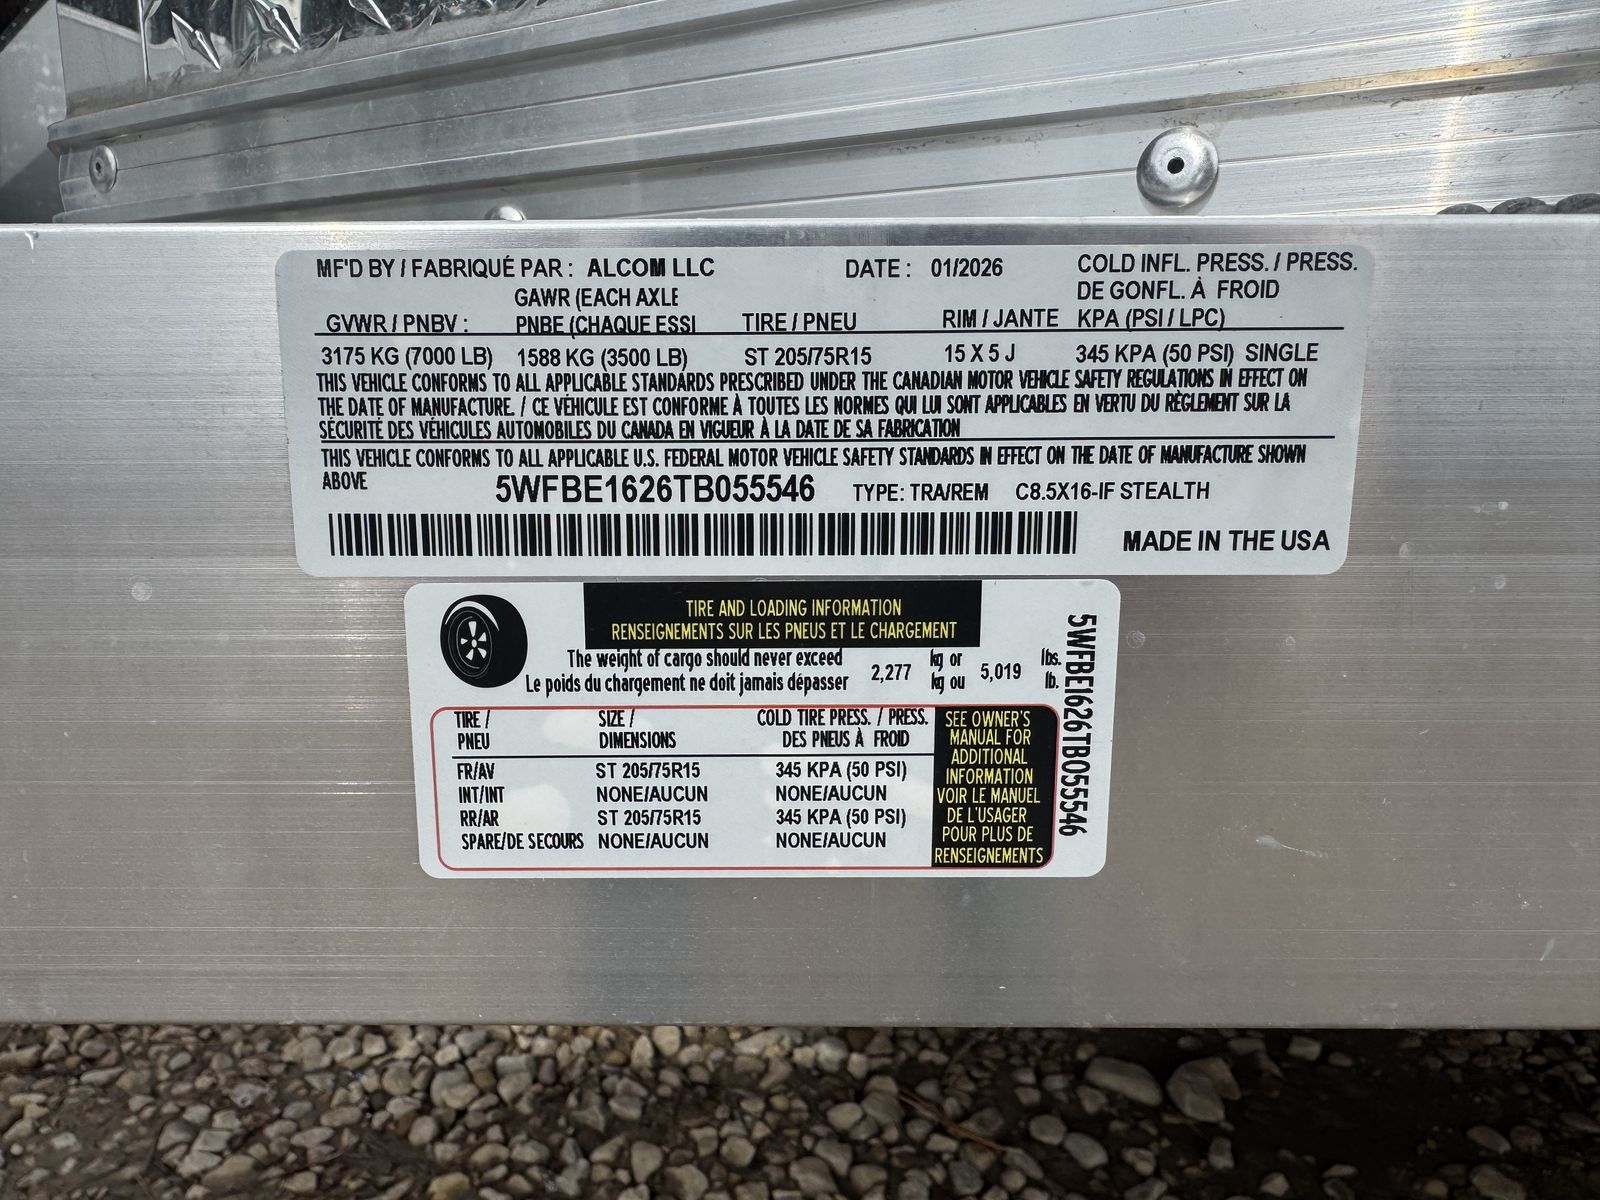 MF'D BY / FABRIQUÉ PAR : ALCOM LLC DATE : 01/2026 COLD INFL. PRESS. / PRESS. DE GONFL. À FROID
GVWR / PNBV : GAWR (EACH AXLE PNBE (CHAQUE ESSI TIRE / PNEU RIM / JANTE KPA (PSI / LPC)
3175 KG (7000 LB) 1588 KG (3500 LB) ST 205/75R15 15 X 5 J 345 KPA (50 PSI) SINGLE
THIS VEHICLE CONFORMS TO ALL APPLICABLE STANDARDS PRESCRIBED UNDER THE CANADIAN MOTOR VEHICLE SAFETY REGULATIONS IN EFFECT ON
THE DATE OF MANUFACTURE. / CE VÉHICULE EST CONFORME À TOUTES LES NORMES QUI LUI SONT APPLICABLES EN VERTU DU RÈGLEMENT SUR LA
SÉCURITÉ DES VÉHICULES AUTOMOBILES DU CANADA EN VIGUEUR À LA DATE DE SA FABRICATION
THIS VEHICLE CONFORMS TO ALL APPLICABLE U.S. FEDERAL MOTOR VEHICLE SAFETY STANDARDS IN EFFECT ON THE DATE OF MANUFACTURE SHOWN
ABOVE 5WFBE1626TB055546 TYPE: TRA/REM C8.5X16-IF STEALTH
MADE IN THE USA
TIRE AND LOADING INFORMATION
RENSEIGNEMENTS SUR LES PNEUS ET LE CHARGEMENT
The weight of cargo should never exceed 2,277 kg or 5,019 lbs.
Le poids du chargement ne doit jamais dépasser kg ou lb.
TIRE / SIZE / COLD TIRE PRESS. / PRESS.
PNEU DIMENSIONS DES PNEUS À FROID
FR/AV ST 205/75R15 345 KPA (50 PSI)
INT/INT NONE/AUCUN NONE/AUCUN
RR/AR ST 205/75R15 345 KPA (50 PSI)
SPARE/DE SECOURS NONE/AUCUN NONE/AUCUN
SEE OWNER'S
MANUAL FOR
ADDITIONAL
INFORMATION
VOIR LE MANUEL
DE L'USAGER
POUR PLUS DE
RENSEIGNEMENTS
5WFBE1626TB055546